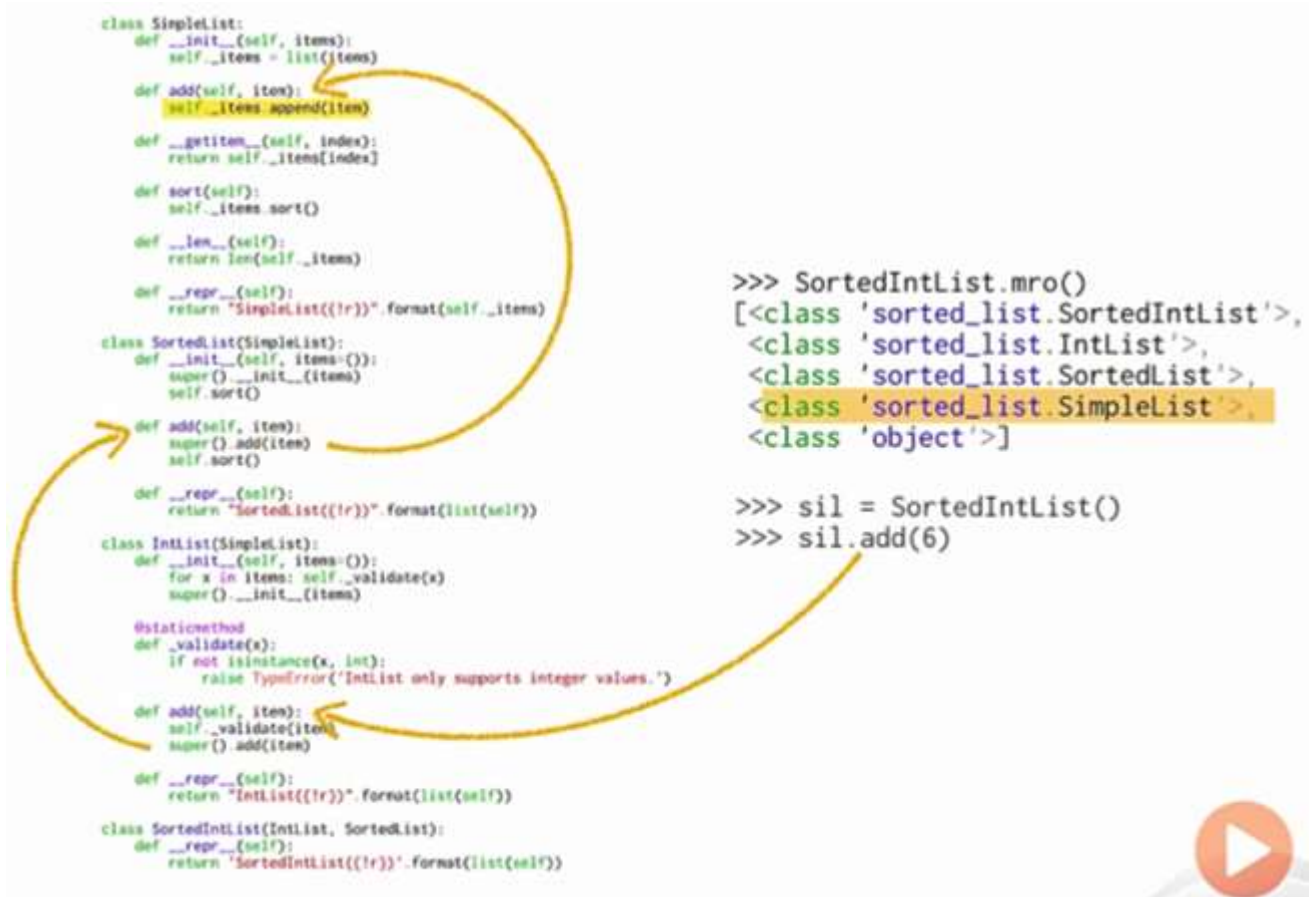 class SimpleList:
    def __init__(self, items):
        self._items = list(items)
    def add(self, item):
        self._items.append(item)
    def __getitem__(self, index):
        return self._items[index]
    def sort(self):
        self._items.sort()
    def __len__(self):
        return len(self._items)
    def __repr__(self):
        return "SimpleList({!r})".format(self._items)
class SortedList(SimpleList):
    def __init__(self, items=()):
        super().__init__(items)
        self.sort()
    def add(self, item):
        super().add(item)
        self.sort()
    def __repr__(self):
        return "SortedList({!r})".format(list(self))
class IntList(SimpleList):
    def __init__(self, items=()):
        for x in items: self._validate(x)
        super().__init__(items)
    @staticmethod
    def _validate(x):
        if not isinstance(x, int):
            raise TypeError('IntList only supports integer values.')
    def add(self, item):
        self._validate(item
        super().add(item)
    def __repr__(self):
        return "IntList({!r})".format(list(self))
class SortedIntList(IntList, SortedList):
    def __repr__(self):
        return 'SortedIntList({!r})'.format(list(self))
>>> SortedIntList.mro()
[<class 'sorted_list.SortedIntList'>,
 <class 'sorted_list.IntList'>,
 <class 'sorted_list.SortedList'>,
 <class 'sorted_list.SimpleList'>,
 <class 'object'>]
>>> sil = SortedIntList()
>>> sil.add(6)